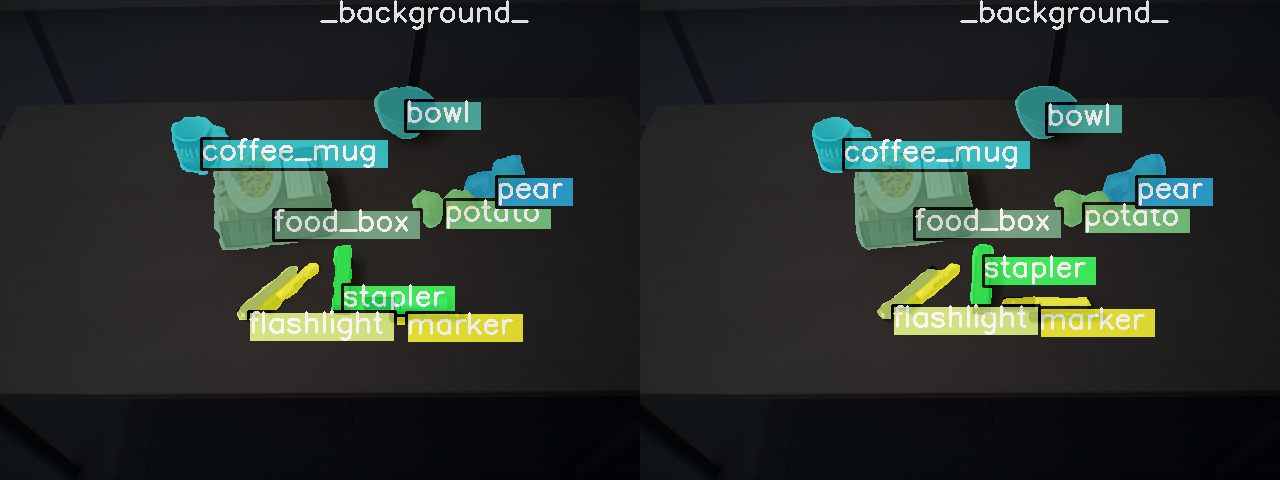 _background_
_background_
bowl
bowl
coffee_mug
coffee_mug
pear
pear
potato
potato
food_box
food_box
stapler
stapler
flashlight
flashlight
marker
marker